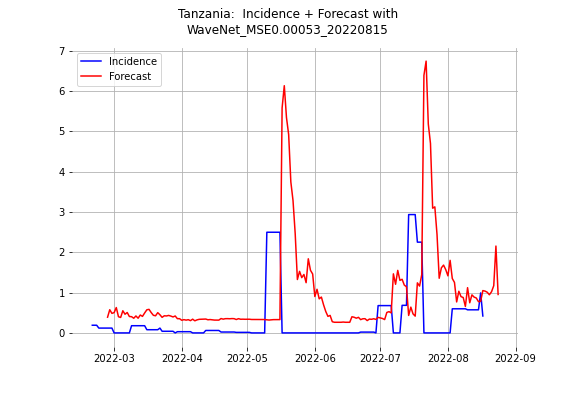 Tanzania:  Incidence + Forecast with
WaveNet_MSE0.00053_20220815
Incidence
Forecast
7
6
5
4
3
2
1
0
2022-03 2022-04 2022-05 2022-06 2022-07 2022-08 2022-09